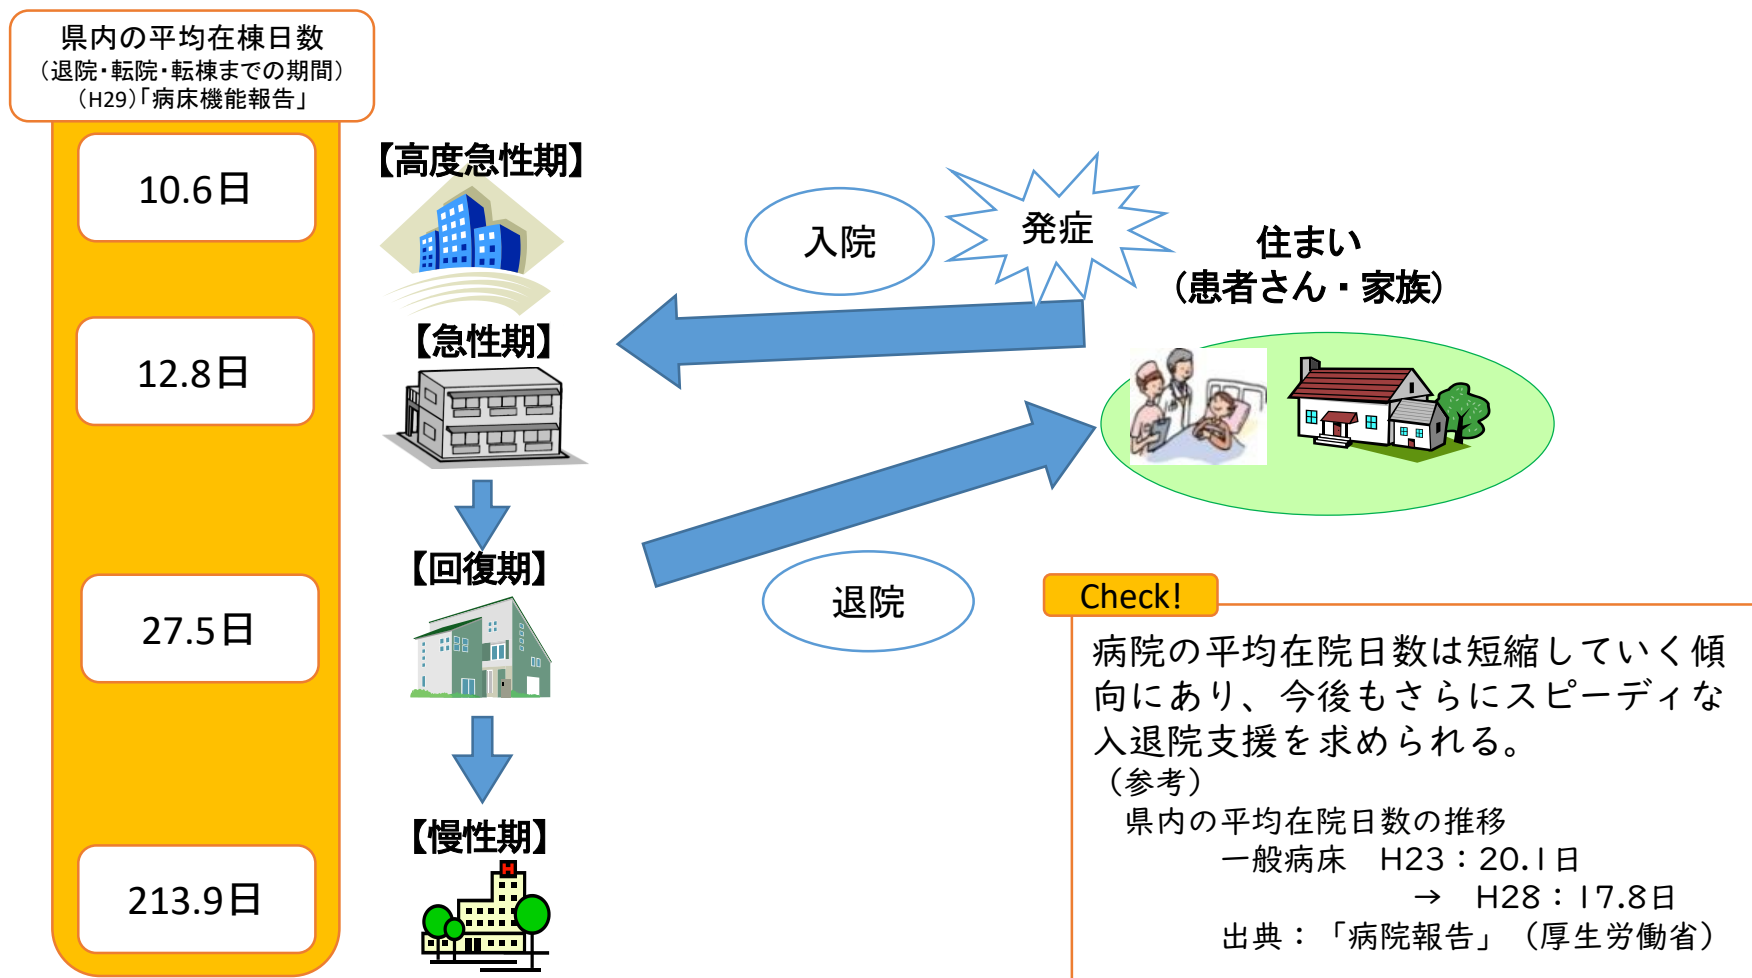 県内の平均在棟日数
（退院・転院・転棟までの期間）
（H29）「病床機能報告」
10.6日
12.8日
27.5日
213.9日
【高度急性期】
【急性期】
【回復期】
【慢性期】
H
入院
発症
退院
住まい
（患者さん・家族）
Check!
病院の平均在院日数は短縮していく傾
向にあり、今後もさらにスピーディな
入退院支援を求められる。
（参考）
県内の平均在院日数の推移
一般病床　H23：20.1日
→　H28：17.8日
出典：「病院報告」（厚生労働省）